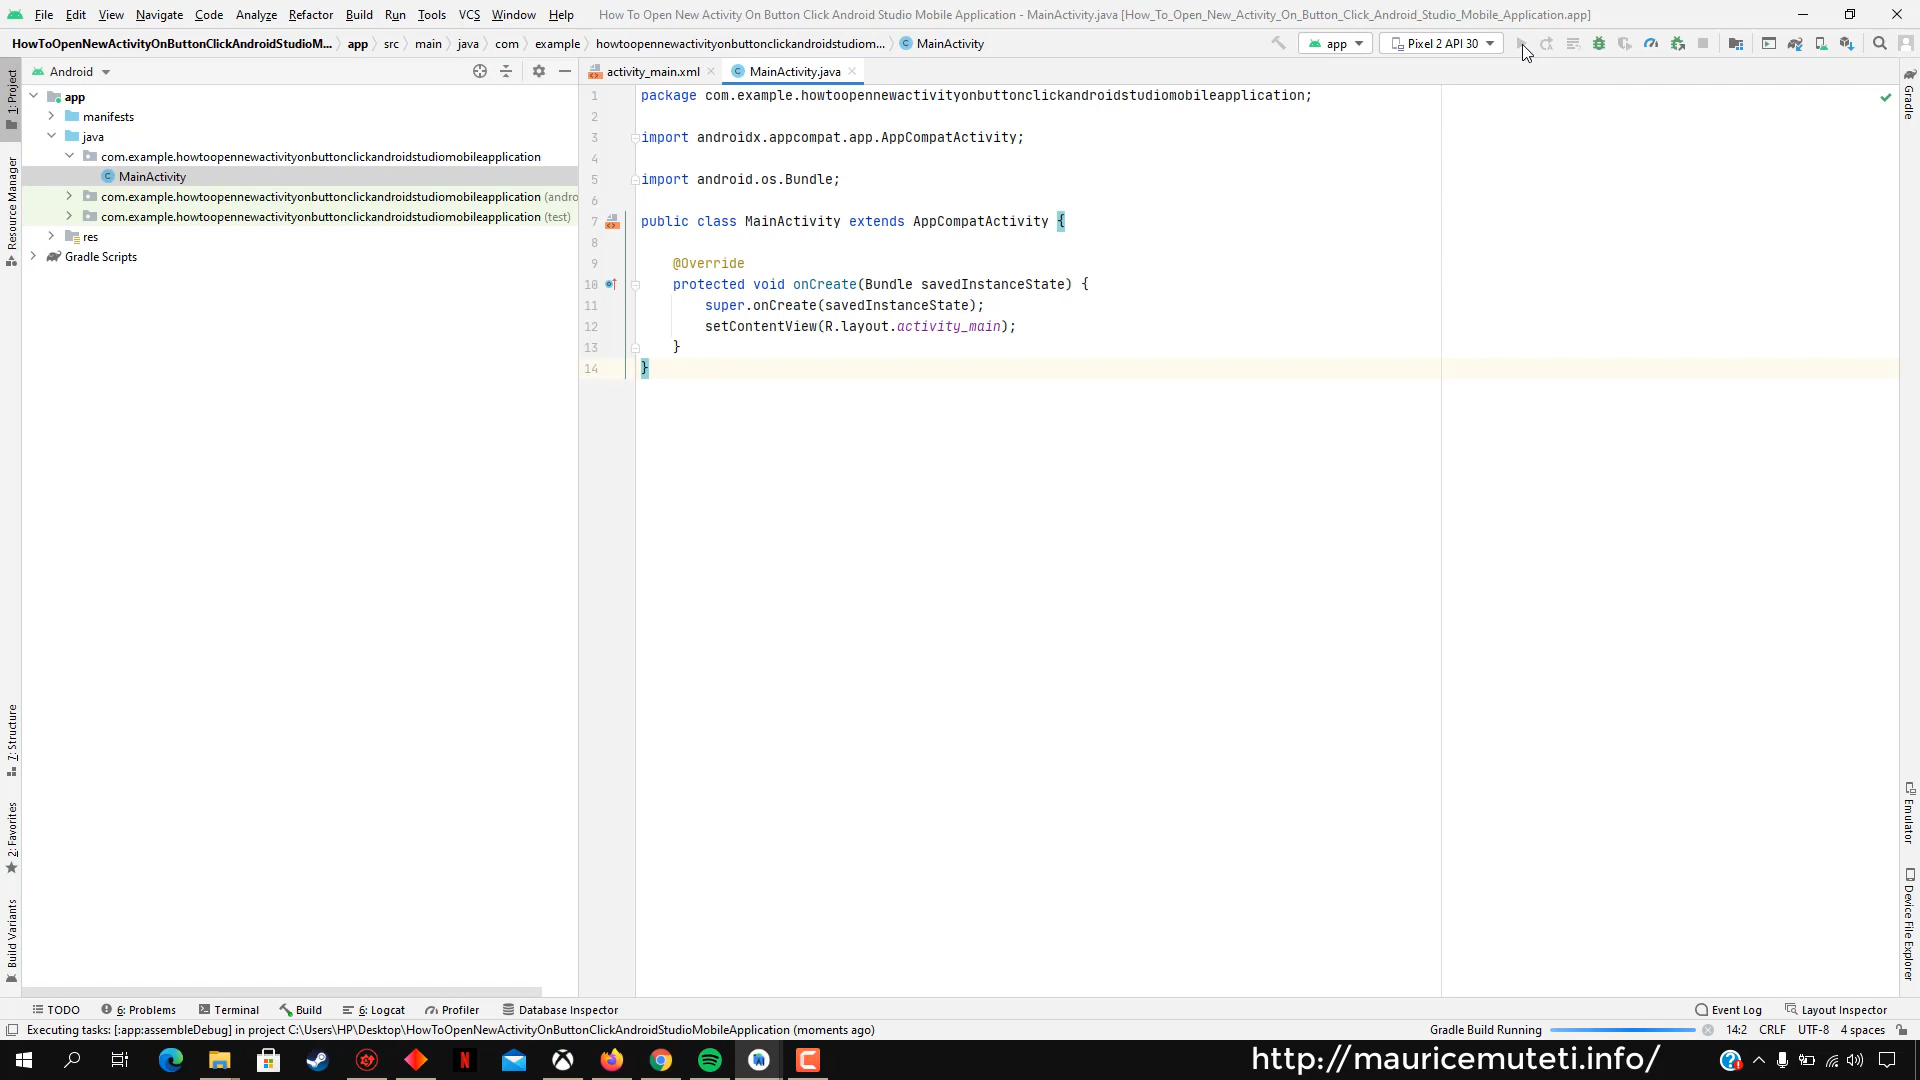 File Edit View Navigate Code Analyze Refactor Build Run Tools VCS Window Help How To Open New Activity On Button Click Android Studio Mobile Application - MainActivity.java [How_To_Open_New_Activity_On_Button_Click_Android_Studio_Mobile_Application.app]
HowToOpenNewActivityOnButtonClickAndroidStudioM... app src main java com example howtoopennewactivityonbuttonclickandroidstudiom... MainActivity app Pixel 2 API 30
Android activity_main.xml MainActivity.java
1: Project
Resource Manager
7: Structure
2: Favorites
Build Variants
app
manifests
java
com.example.howtoopennewactivityonbuttonclickandroidstudiomobileapplication
MainActivity
com.example.howtoopennewactivityonbuttonclickandroidstudiomobileapplication (andro
com.example.howtoopennewactivityonbuttonclickandroidstudiomobileapplication (test)
res
Gradle Scripts
1 package com.example.howtoopennewactivityonbuttonclickandroidstudiomobileapplication;
2
3 import androidx.appcompat.app.AppCompatActivity;
4
5 import android.os.Bundle;
6
7 public class MainActivity extends AppCompatActivity {
8
9 @Override
10 protected void onCreate(Bundle savedInstanceState) {
11 super.onCreate(savedInstanceState);
12 setContentView(R.layout.activity_main);
13 }
14 }
Gradle
Emulator
Device File Explorer
TODO 6: Problems Terminal Build 6: Logcat Profiler Database Inspector Event Log Layout Inspector
Executing tasks: [:app:assembleDebug] in project C:\Users\HP\Desktop\HowToOpenNewActivityOnButtonClickAndroidStudioMobileApplication (moments ago) Gradle Build Running 14:2 CRLF UTF-8 4 spaces
http://mauricemuteti.info/